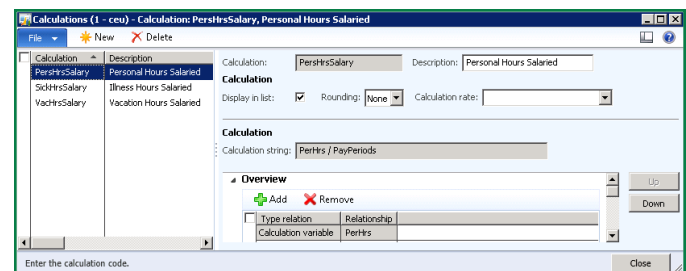 Calculations (1 - ceu) - Calculation: PersHrsSalary, Personal Hours Salaried
File New Delete
Calculation Description
PersHrsSalary Personal Hours Salaried
SickHrsSalary Illness Hours Salaried
VacHrsSalary Vacation Hours Salaried
Calculation: PersHrsSalary Description: Personal Hours Salaried
Calculation
Display in list: Rounding: None Calculation rate:
Calculation
Calculation string: PerHrs / PayPeriods
Overview
Add Remove
Type relation Relationship
Calculation variable PerHrs
Up
Down
Enter the calculation code.
Close